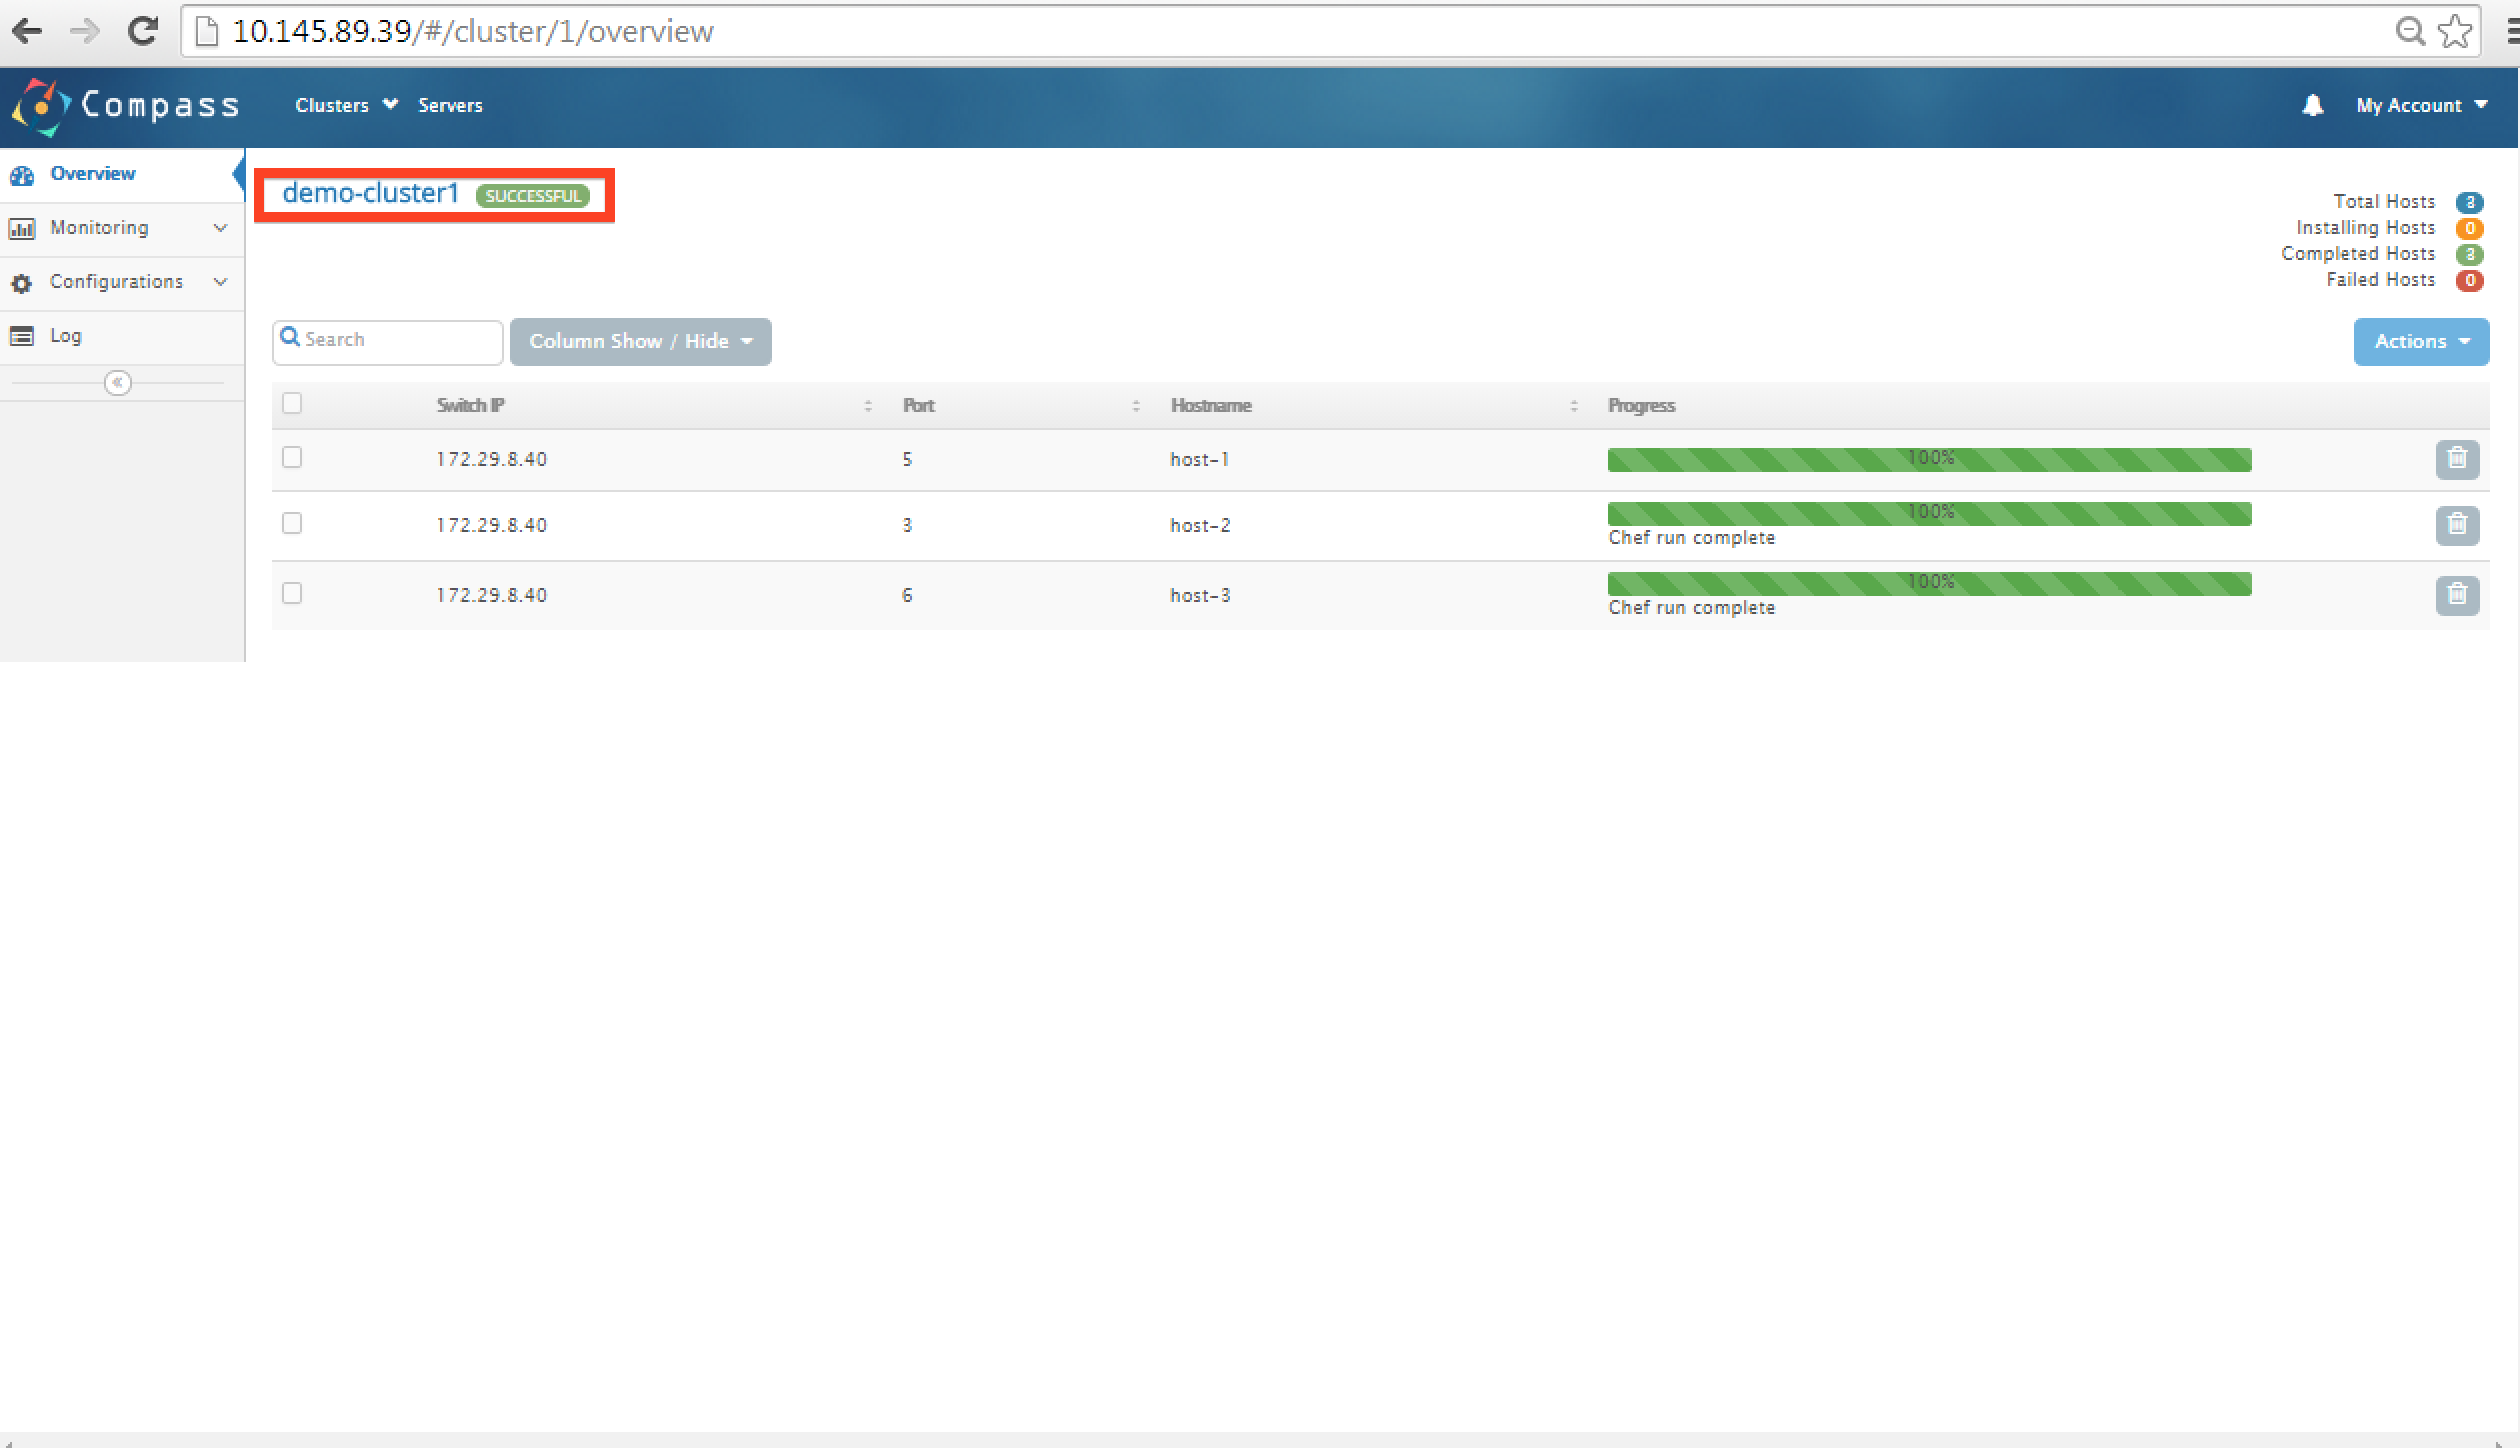 10.145.89.39/#/cluster/1/overview
Compass Clusters Servers My Account
Overview
Monitoring
Configurations
Log
demo-cluster1 SUCCESSFUL
Total Hosts 3
Installing Hosts 0
Completed Hosts 3
Failed Hosts 0
Search Column Show / Hide Actions
Switch IP Port Hostname Progress
172.29.8.40 5 host-1 100%
172.29.8.40 3 host-2 100%
Chef run complete
172.29.8.40 6 host-3 100%
Chef run complete